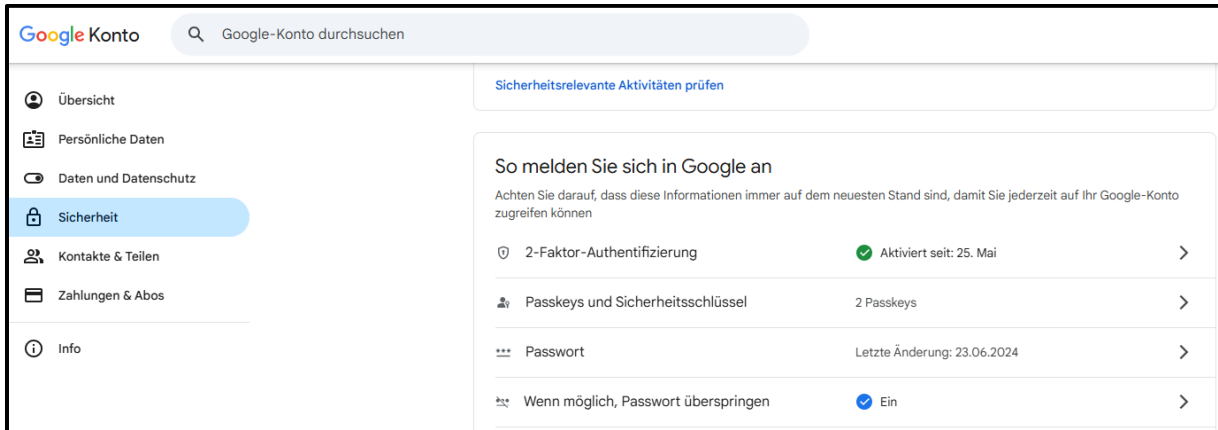 Google Konto
Google-Konto durchsuchen
Übersicht
Persönliche Daten
Daten und Datenschutz
Sicherheit
Kontakte & Teilen
Zahlungen & Abos
Info
Sicherheitsrelevante Aktivitäten prüfen
So melden Sie sich in Google an
Achten Sie darauf, dass diese Informationen immer auf dem neuesten Stand sind, damit Sie jederzeit auf Ihr Google-Konto
zugreifen können
2-Faktor-Authentifizierung
Aktiviert seit: 25. Mai
Passkeys und Sicherheitsschlüssel
2 Passkeys
Passwort
Letzte Änderung: 23.06.2024
Wenn möglich, Passwort überspringen
Ein